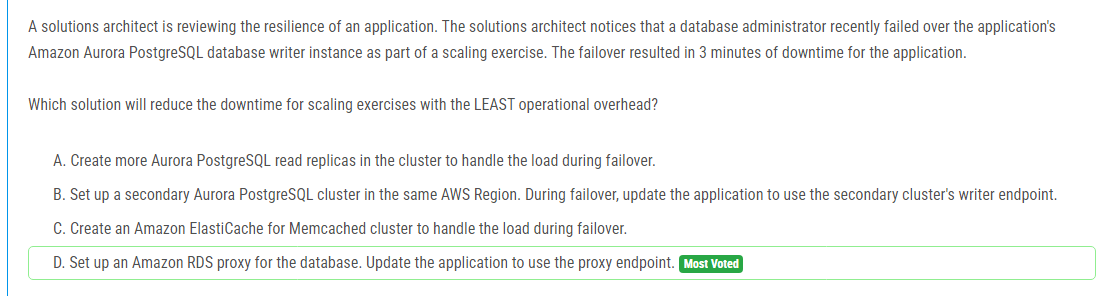 A solutions architect is reviewing the resilience of an application. The solutions architect notices that a database administrator recently failed over the application's
Amazon Aurora PostgreSQL database writer instance as part of a scaling exercise. The failover resulted in 3 minutes of downtime for the application.
Which solution will reduce the downtime for scaling exercises with the LEAST operational overhead?
A. Create more Aurora PostgreSQL read replicas in the cluster to handle the load during failover.
B. Set up a secondary Aurora PostgreSQL cluster in the same AWS Region. During failover, update the application to use the secondary cluster's writer endpoint.
C. Create an Amazon ElastiCache for Memcached cluster to handle the load during failover.
D. Set up an Amazon RDS proxy for the database. Update the application to use the proxy endpoint. Most Voted